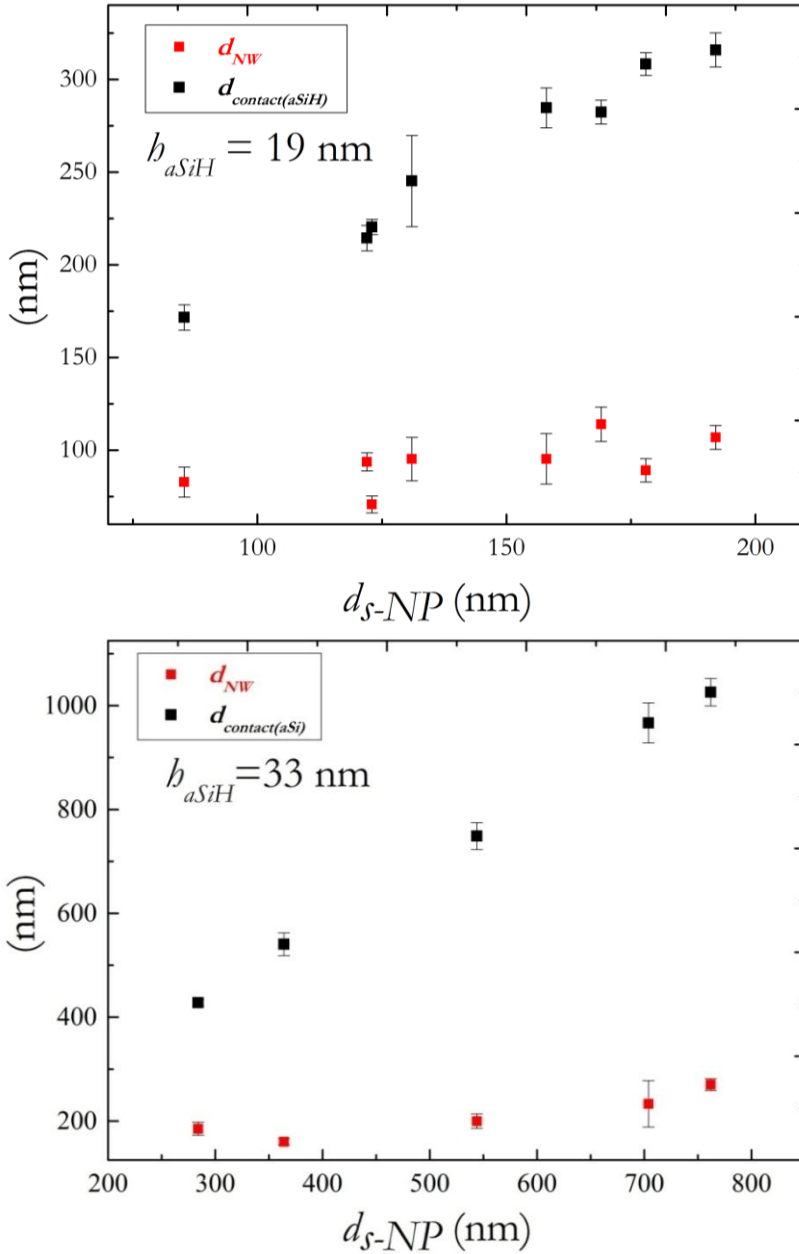 d_NW
d_contact(aSiH)
h_aSiH = 19 nm
300
250
200
150
100
(nm)
100 150 200
d_s-NP (nm)
d_NW
d_contact(aSi)
h_aSiH =33 nm
1000
800
600
400
200
(nm)
200 300 400 500 600 700 800
d_s-NP (nm)